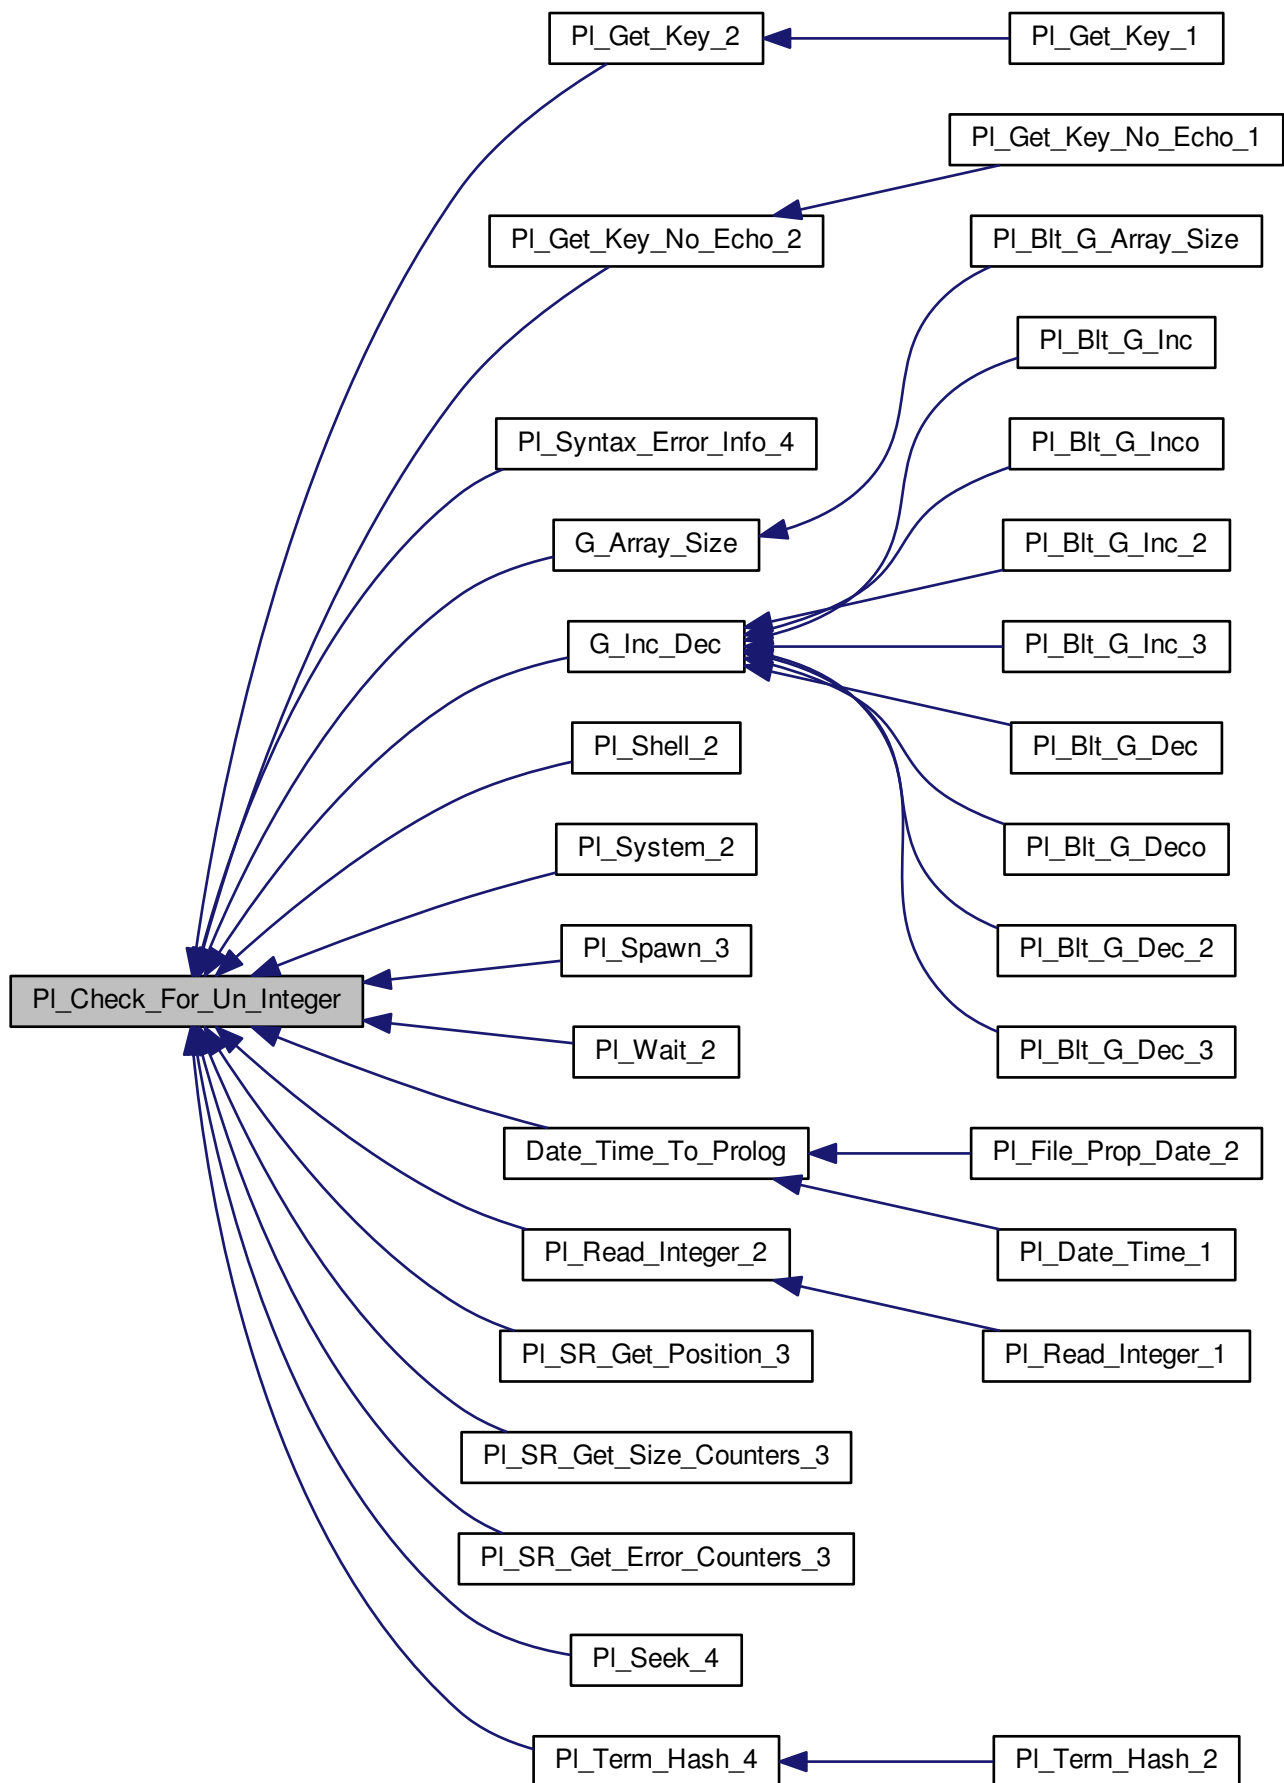 Pl_Get_Key_2
Pl_Get_Key_1
Pl_Get_Key_No_Echo_1
Pl_Get_Key_No_Echo_2
Pl_Blt_G_Array_Size
Pl_Blt_G_Inc
Pl_Syntax_Error_Info_4
Pl_Blt_G_Inco
G_Array_Size
Pl_Blt_G_Inc_2
G_Inc_Dec
Pl_Blt_G_Inc_3
Pl_Shell_2
Pl_Blt_G_Dec
Pl_System_2
Pl_Blt_G_Deco
Pl_Spawn_3
Pl_Blt_G_Dec_2
Pl_Check_For_Un_Integer
Pl_Wait_2
Pl_Blt_G_Dec_3
Date_Time_To_Prolog
Pl_File_Prop_Date_2
Pl_Read_Integer_2
Pl_Date_Time_1
Pl_SR_Get_Position_3
Pl_Read_Integer_1
Pl_SR_Get_Size_Counters_3
Pl_SR_Get_Error_Counters_3
Pl_Seek_4
Pl_Term_Hash_4
Pl_Term_Hash_2